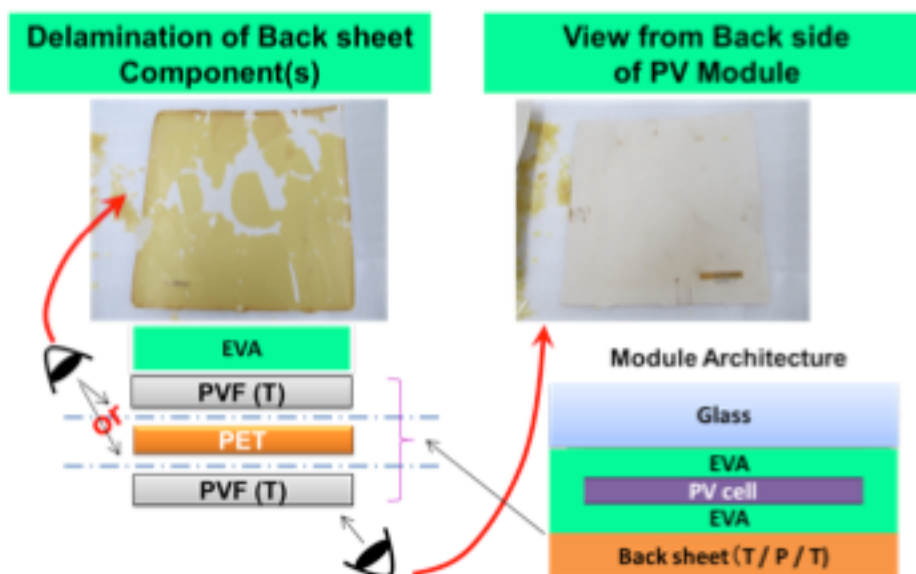 Delamination of Back sheet
Component(s)
View from Back side
of PV Module
EVA
PVF (T)
or
PET
PVF (T)
Module Architecture
Glass
EVA
PV cell
EVA
Back sheet (T / P / T)